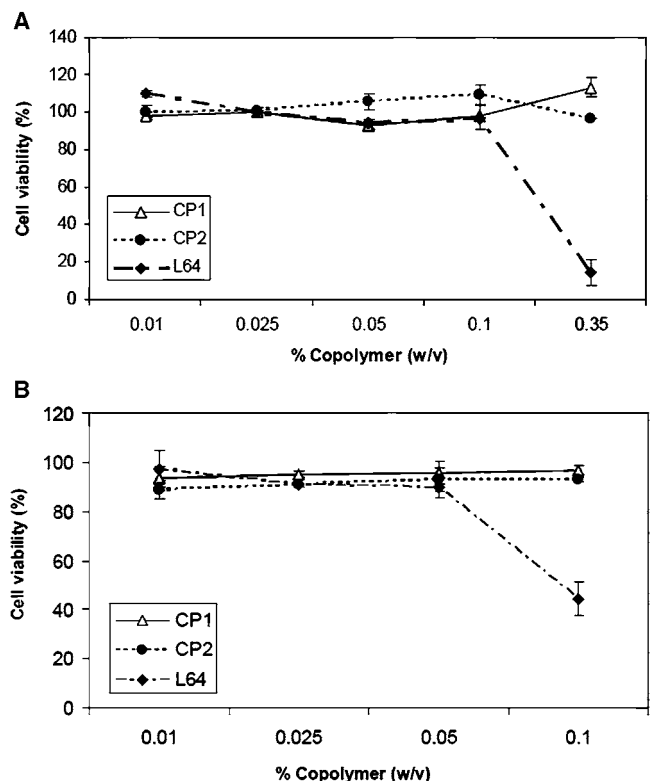 A
140
120
100
80
60
40
20
0
Cell viability (%)
CP1
CP2
L64
0.01 0.025 0.05 0.1 0.35
% Copolymer (w/v)
B
120
100
80
60
40
20
0
Cell viability (%)
CP1
CP2
L64
0.01 0.025 0.05 0.1
% Copolymer (w/v)